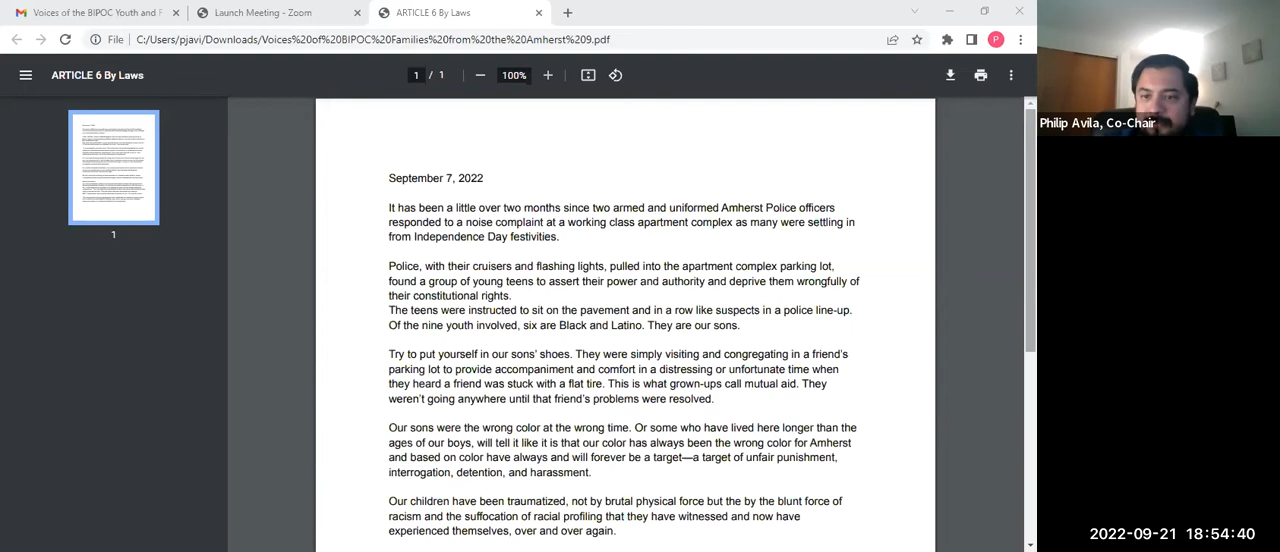 Voices of the BIPOC Youth and F
Launch Meeting - Zoom
ARTICLE 6 By Laws
File
C:/Users/pjavi/Downloads/Voices%20of%20BIPOC%20Families%20from%20the%20Amherst%209.pdf
P
ARTICLE 6 By Laws
1 / 1
100%
1
September 7, 2022
It has been a little over two months since two armed and uniformed Amherst Police officers
responded to a noise complaint at a working class apartment complex as many were settling in
from Independence Day festivities.
Police, with their cruisers and flashing lights, pulled into the apartment complex parking lot,
found a group of young teens to assert their power and authority and deprive them wrongfully of
their constitutional rights.
The teens were instructed to sit on the pavement and in a row like suspects in a police line-up.
Of the nine youth involved, six are Black and Latino. They are our sons.
Try to put yourself in our sons' shoes. They were simply visiting and congregating in a friend's
parking lot to provide accompaniment and comfort in a distressing or unfortunate time when
they heard a friend was stuck with a flat tire. This is what grown-ups call mutual aid. They
weren't going anywhere until that friend's problems were resolved.
Our sons were the wrong color at the wrong time. Or some who have lived here longer than the
ages of our boys, will tell it like it is that our color has always been the wrong color for Amherst
and based on color have always and will forever be a target—a target of unfair punishment,
interrogation, detention, and harassment.
Our children have been traumatized, not by brutal physical force but the by the blunt force of
racism and the suffocation of racial profiling that they have witnessed and now have
experienced themselves, over and over again.
Philip Avila, Co-Chair
2022-09-21 18:54:40